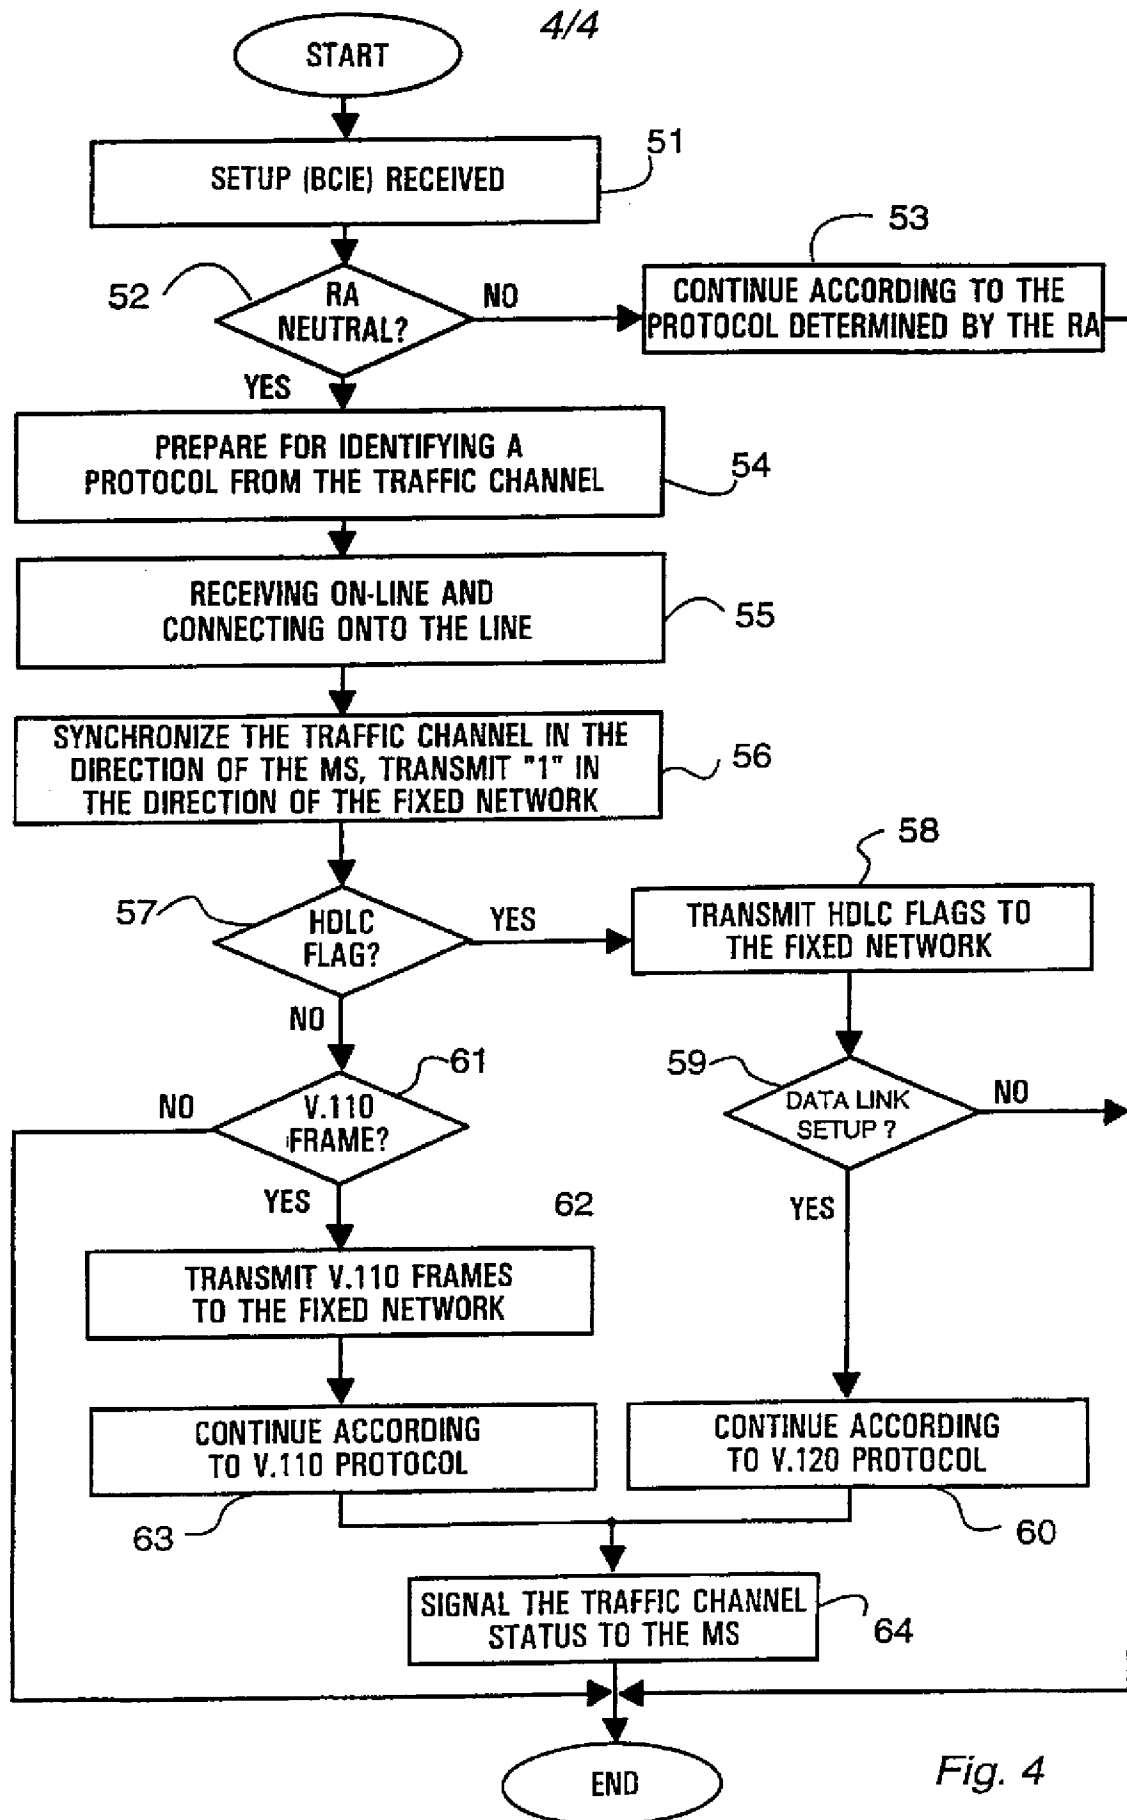 4/4
START
SETUP (BCIE) RECEIVED
51
52
RA
NEUTRAL?
NO
53
CONTINUE ACCORDING TO THE
PROTOCOL DETERMINED BY THE RA
YES
PREPARE FOR IDENTIFYING A
PROTOCOL FROM THE TRAFFIC CHANNEL
54
RECEIVING ON-LINE AND
CONNECTING ONTO THE LINE
55
SYNCHRONIZE THE TRAFFIC CHANNEL IN THE
DIRECTION OF THE MS, TRANSMIT "1" IN
THE DIRECTION OF THE FIXED NETWORK
56
57
HDLC
FLAG?
YES
58
TRANSMIT HDLC FLAGS TO
THE FIXED NETWORK
NO
59
DATA LINK
SETUP ?
NO
61
NO
V.110
FRAME?
YES
YES
62
TRANSMIT V.110 FRAMES
TO THE FIXED NETWORK
CONTINUE ACCORDING
TO V.110 PROTOCOL
63
CONTINUE ACCORDING
TO V.120 PROTOCOL
60
SIGNAL THE TRAFFIC CHANNEL
STATUS TO THE MS
64
END
Fig. 4